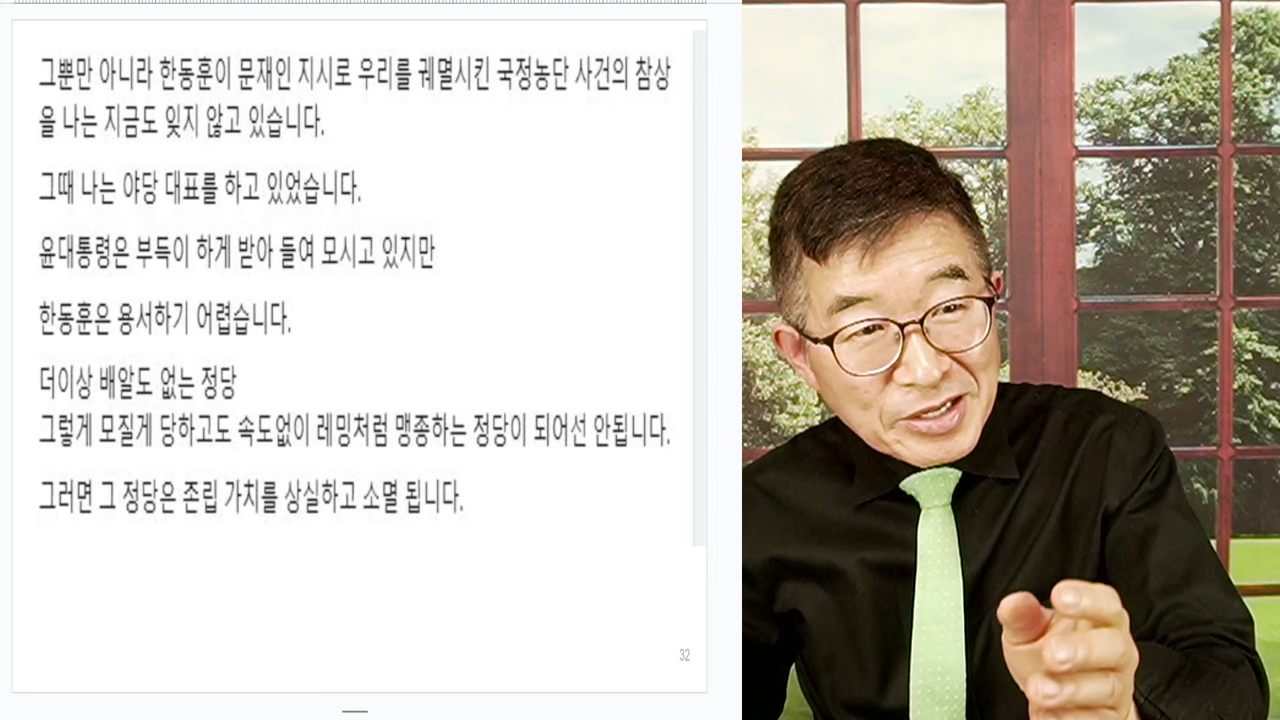 그뿐만 아니라 한동훈이 문재인 지시로 우리를 궤멸시킨 국정농단 사건의 참상
을 나는 지금도 잊지 않고 있습니다.
그때 나는 야당 대표를 하고 있었습니다.
윤대통령은 부득이 하게 받아 들여 모시고 있지만
한동훈은 용서하기 어렵습니다.
더이상 배알도 없는 정당
그렇게 모질게 당하고도 속도없이 레밍처럼 맹종하는 정당이 되어선 안됩니다.
그러면 그 정당은 존립 가치를 상실하고 소멸 됩니다.
32